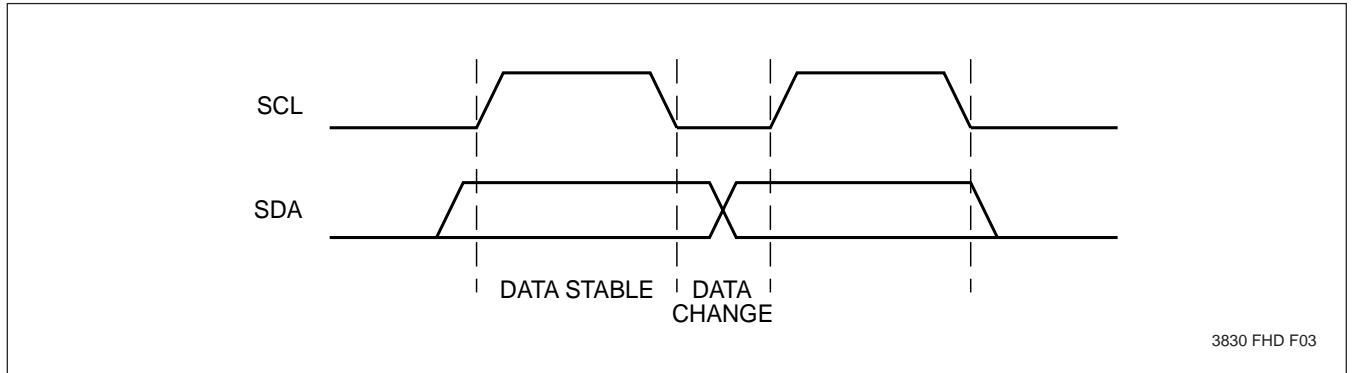 SCL
SDA
DATA STABLE
DATA
CHANGE
3830 FHD F03